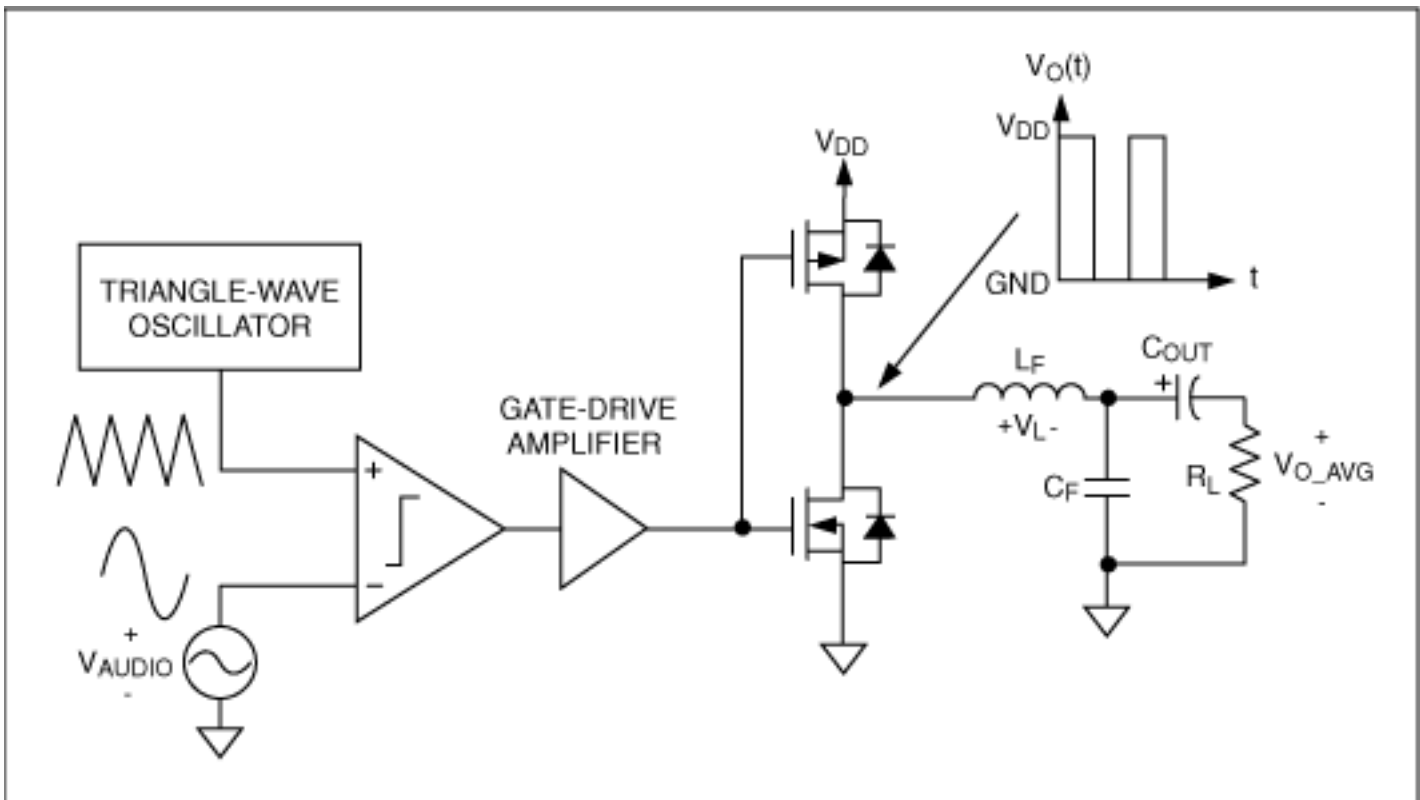 VO(t)
VDD
VDD
GND
t
TRIANGLE-WAVE
OSCILLATOR
GATE-DRIVE
AMPLIFIER
LF
+VL-
COUT
+
CF
RL
+
VO_AVG
-
+
-
+
VAUDIO
-